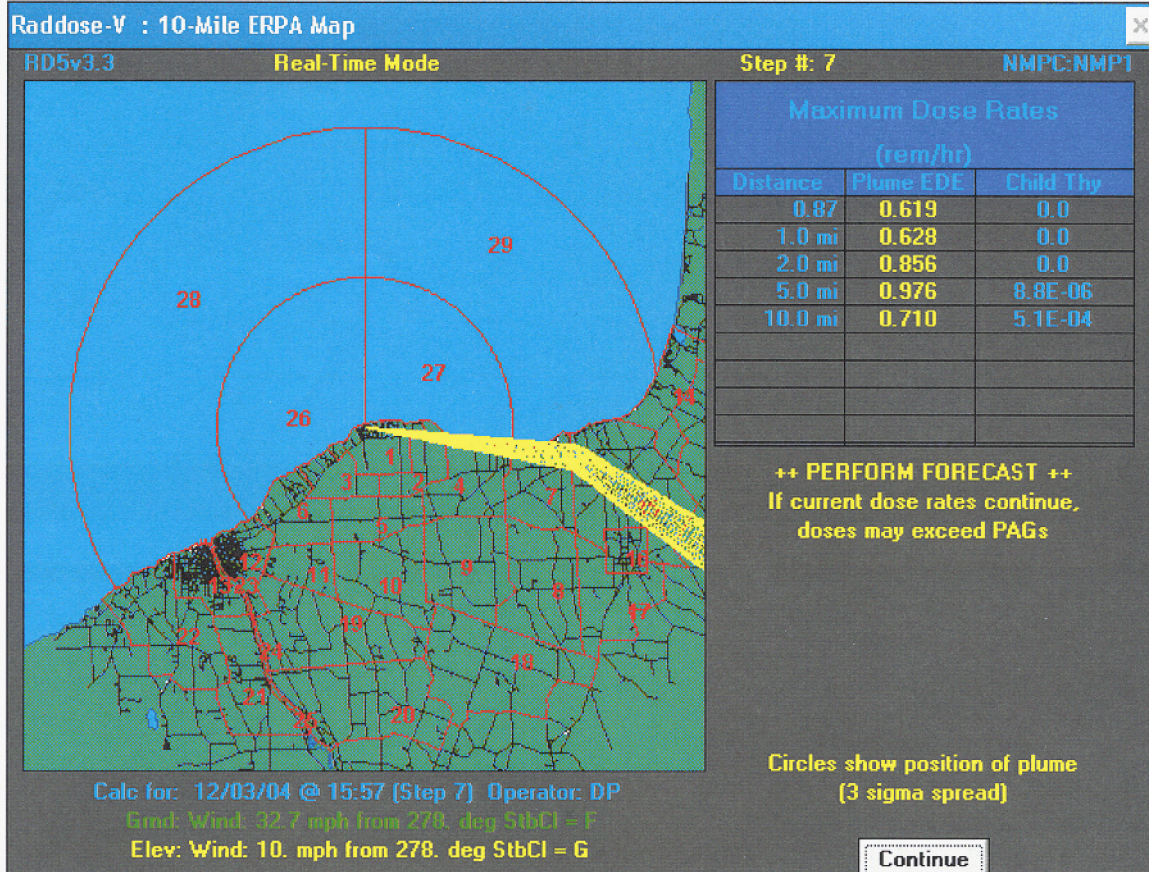 Raddose-V : 10-Mile ERPA Map
RD5v3.3 Real-Time Mode Step #: 7 NMPC:NMP1
Maximum Dose Rates
(rem/hr)
Distance Plume EDE Child Thy
0.87 0.619 0.0
1.0 mi 0.628 0.0
2.0 mi 0.856 0.0
5.0 mi 0.976 8.8E-06
10.0 mi 0.710 5.1E-04
29
28
27
14
26
1
3 2 4
7
6
5
16
12 11 10 9
8
17
22
19
24
18
21
20
++ PERFORM FORECAST ++
If current dose rates continue,
doses may exceed PAGs
Circles show position of plume
(3 sigma spread)
Calc for: 12/03/04 @ 15:57 (Step 7) Operator: DP
Grnd: Wind: 32.7 mph from 278. deg StbCl = F
Elev: Wind: 10. mph from 278. deg StbCl = G
Continue